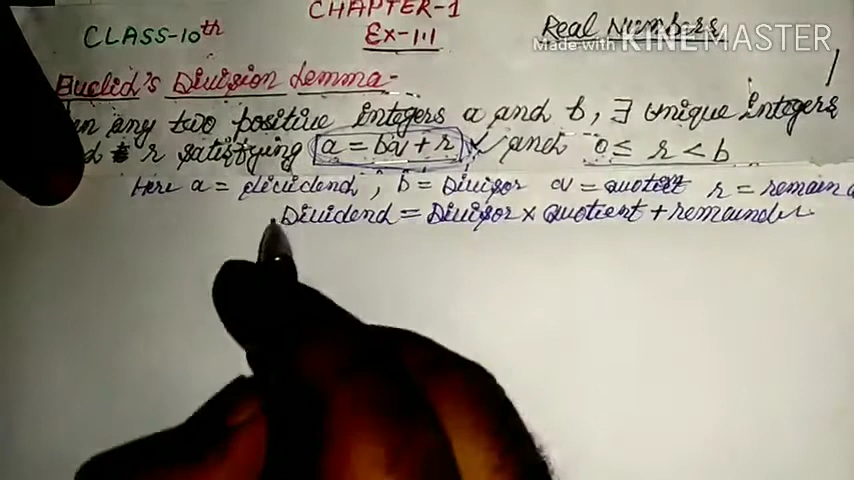 CHAPTER-1
CLASS-10th Ex-1.1 Real Numbers
Made with KINEMASTER
Euclid's Division Lemma-
any two positive integers a and b, ∃ unique integers
r satisfying a = bq + r and 0 ≤ r < b
Here a = dividend, b = Divisor q = quotient r = remain
Dividend = Divisor × quotient + remainder